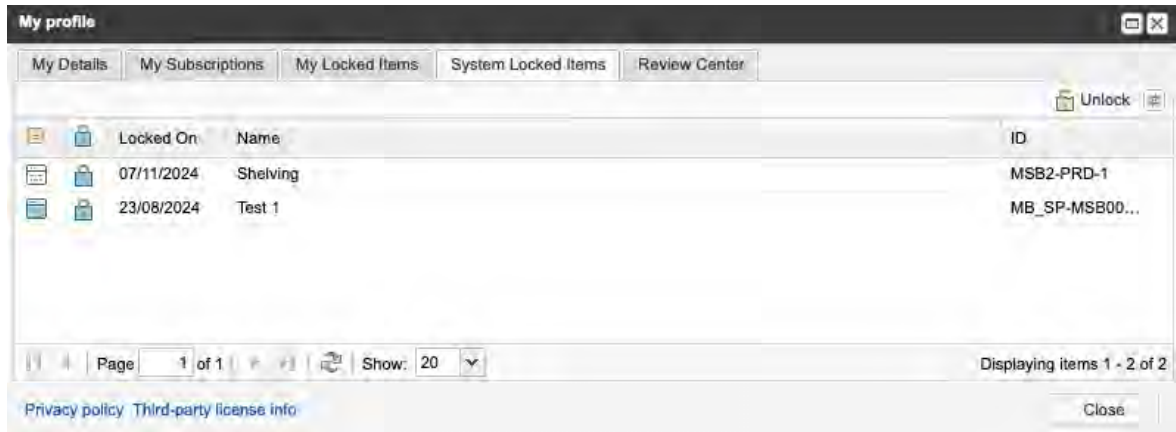 My profile
My Details My Subscriptions My Locked Items System Locked Items Review Center
Unlock
Locked On Name ID
07/11/2024 Shelving MSB2-PRD-1
23/08/2024 Test 1 MB_SP-MSB00...
Page 1 of 1 Show: 20 Displaying items 1 - 2 of 2
Privacy policy Third-party license info Close